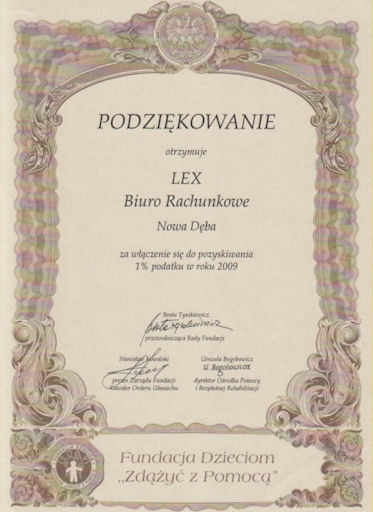 PODZIĘKOWANIE
otrzymuje
LEX
Biuro Rachunkowe
Nowa Dęba
za włączenie się do pozyskiwania
1% podatku w roku 2009
Beata Tyszkiewicz
przewodnicząca Rady Fundacji
Stanisław Kowalski
Urszula Bogobowicz
U. Bogobowicz
prezes Zarządu Fundacji
Kawaler Orderu Uśmiechu
dyrektor Ośrodka Pomocy
i Bezpłatnej Rehabilitacji
Fundacja Dzieciom
„Zdążyć z Pomocą"